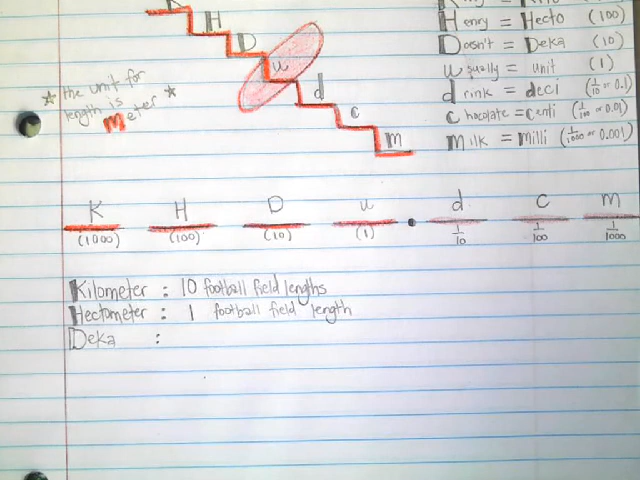 K
H = Henry = Hecto (100)
H
Doesn't = Deka (10)
D
usually = unit (1)
u
drink = deci (1/10 or 0.1)
d
chocolate = centi (1/100 or 0.01)
c
milk = milli (1/1000 or 0.001)
m
★ the unit for ★
length is
meter
K H D u . d c m
(1000) (100) (10) (1) 1/10 1/100 1/1000
Kilometer : 10 football field lengths
Hectometer : 1 football field length
Deka :